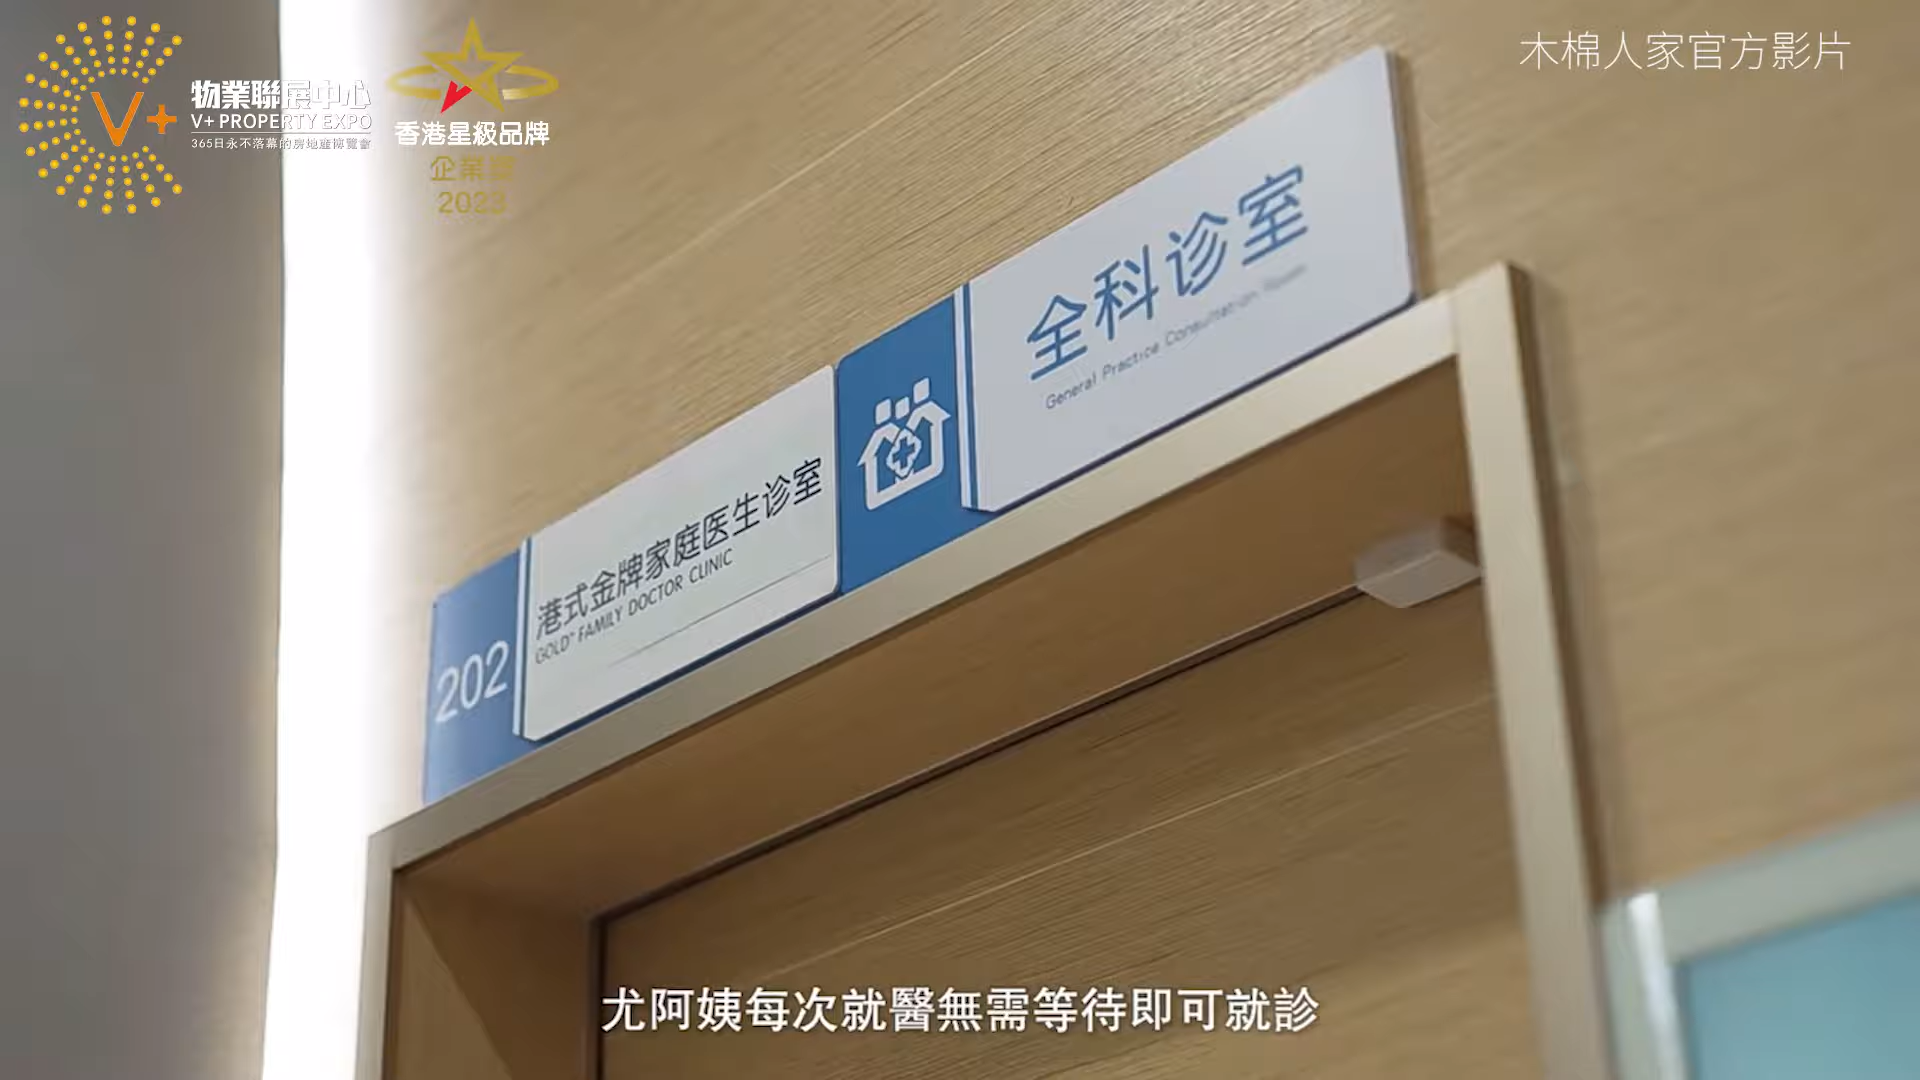 木棉人家官方影片
V+
物業聯展中心
V+ PROPERTY EXPO
365日永不落幕的房地產博覽會
香港星級品牌
企業獎
2023
全科诊室
General Practice Consultation Room
港式金牌家庭医生诊室
GOLD™ FAMILY DOCTOR CLINIC
202
尤阿姨每次就醫無需等待即可就診